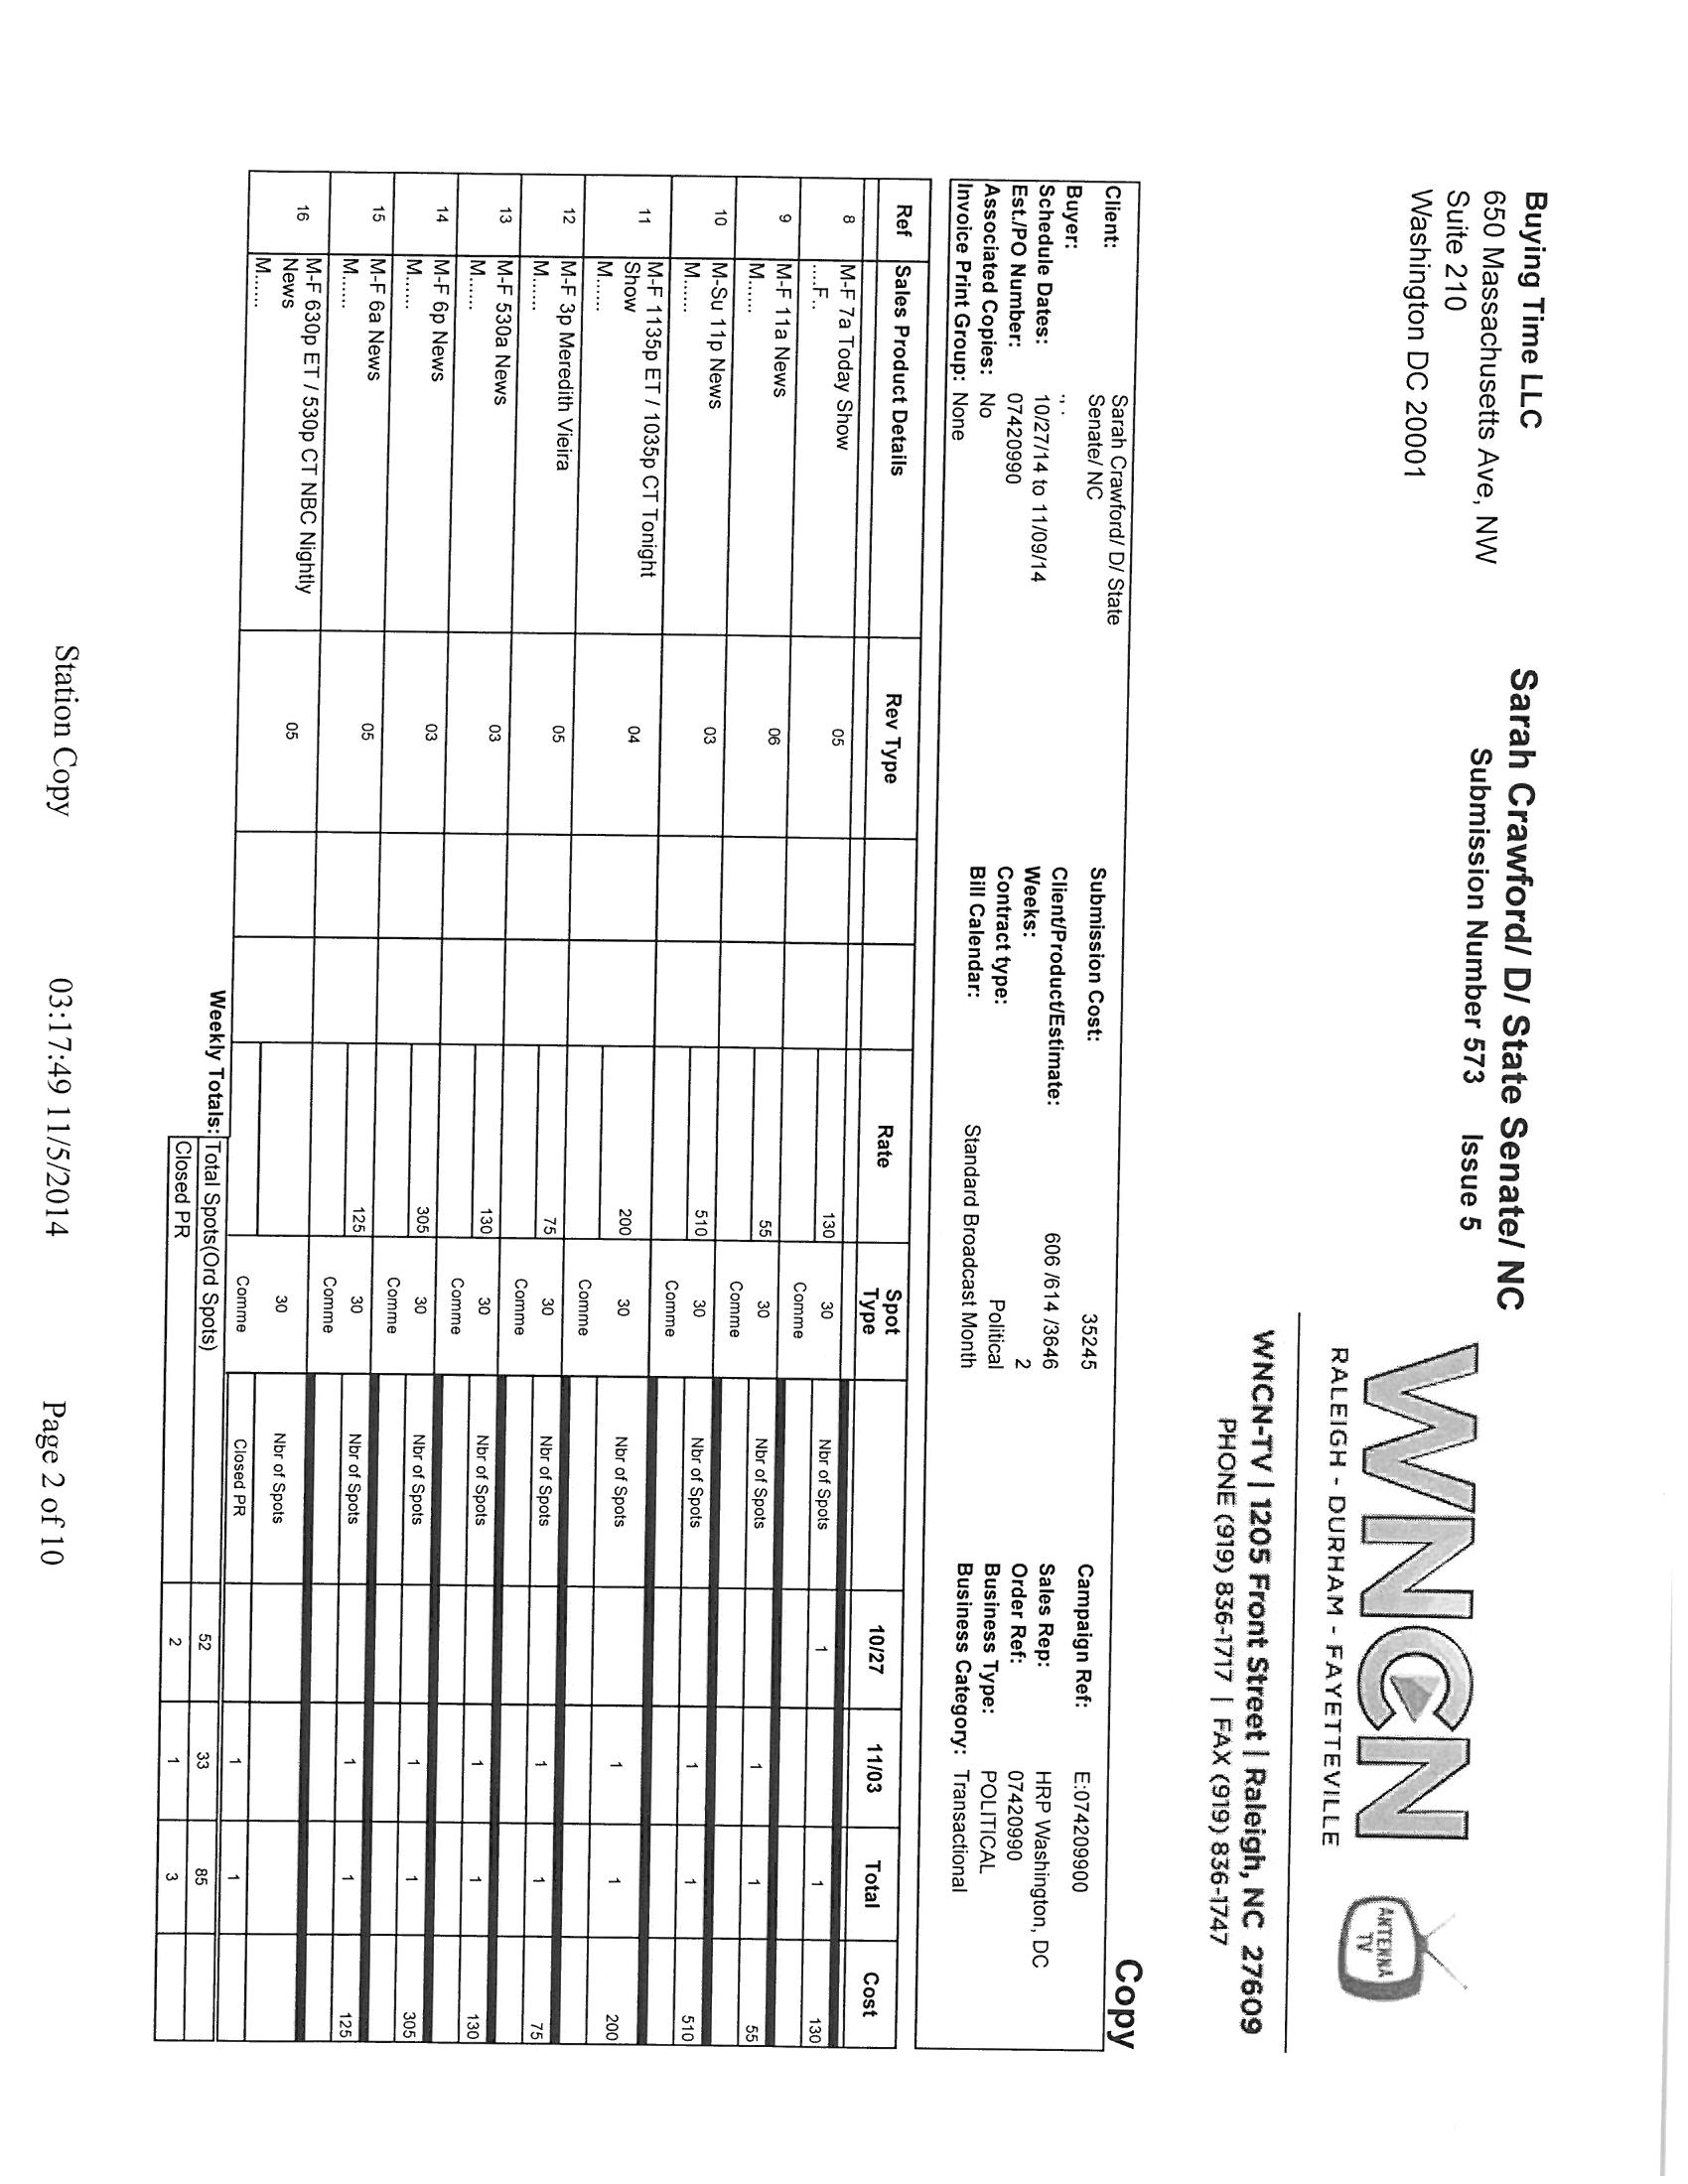 Buying Time LLC
650 Massachusetts Ave, NW
Suite 210
Washington DC 20001
Sarah Crawford/ D/ State Senate/ NC
Submission Number 573 Issue 5
WNCN
RALEIGH - DURHAM - FAYETTEVILLE
ANTENNA
TV
WNCN-TV | 1205 Front Street | Raleigh, NC 27609
PHONE (919) 836-1717 | FAX (919) 836-1747
Copy
Client: Sarah Crawford/ D/ State
Senate/ NC
Buyer: ., .
Schedule Dates: 10/27/14 to 11/09/14
Est./PO Number: 07420990
Associated Copies: No
Invoice Print Group: None
Submission Cost: 35245
Client/Product/Estimate: 606 /614 /3646
Weeks: 2
Contract type: Political
Bill Calendar: Standard Broadcast Month
Campaign Ref: E:074209900
Sales Rep: HRP Washington, DC
Order Ref: 07420990
Business Type: POLITICAL
Business Category: Transactional
Ref Sales Product Details Rev Type Rate Spot Type 10/27 11/03 Total Cost
8 M-F 7a Today Show 05 130 30 Nbr of Spots 1 1 130
....F.. Comme
9 M-F 11a News 06 55 30 Nbr of Spots 1 1 55
M...... Comme
10 M-Su 11p News 03 510 30 Nbr of Spots 1 1 510
M...... Comme
11 M-F 1135p ET / 1035p CT Tonight
Show 04 200 30 Nbr of Spots 1 1 200
M...... Comme
12 M-F 3p Meredith Vieira 05 75 30 Nbr of Spots 1 1 75
M...... Comme
13 M-F 530a News 03 130 30 Nbr of Spots 1 1 130
M...... Comme
14 M-F 6p News 03 305 30 Nbr of Spots 1 1 305
M...... Comme
15 M-F 6a News 05 125 30 Nbr of Spots 1 1 125
M...... Comme
16 M-F 630p ET / 530p CT NBC Nightly
News 05 30 Nbr of Spots
M...... Comme Closed PR 1 1
Weekly Totals: Total Spots(Ord Spots) 52 33 85
Closed PR 2 1 3
Station Copy 03:17:49 11/5/2014 Page 2 of 10